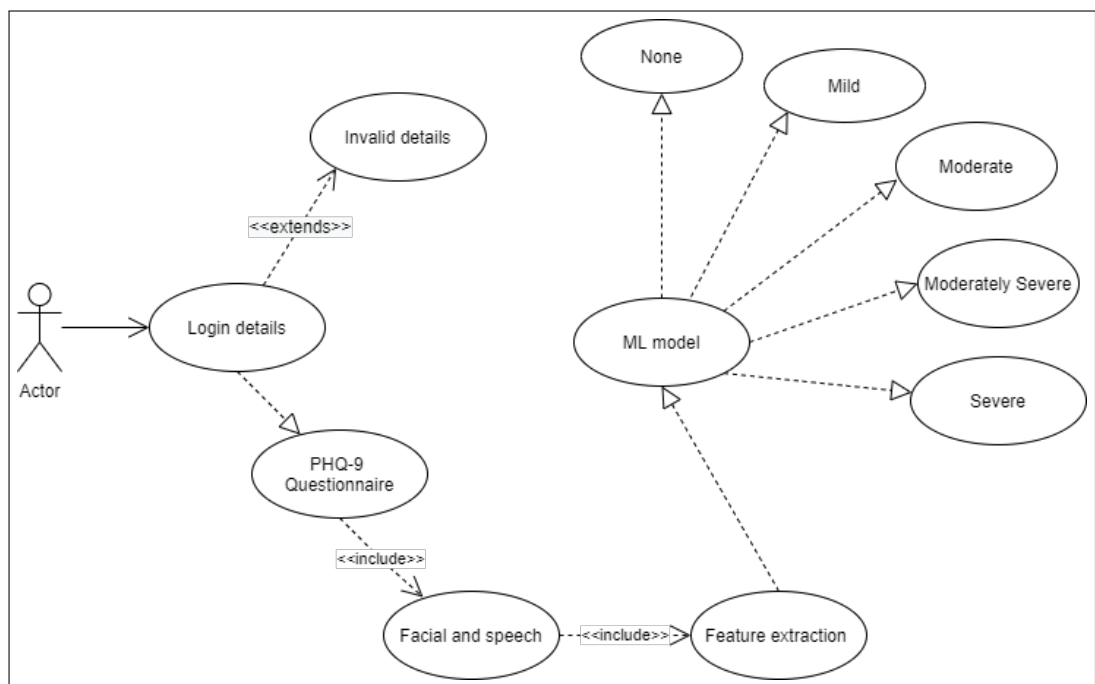 None
Mild
Invalid details
Moderate
<<extends>>
Moderately Severe
Login details
ML model
Actor
Severe
PHQ-9
Questionnaire
<<include>>
Facial and speech
<<include>>
Feature extraction